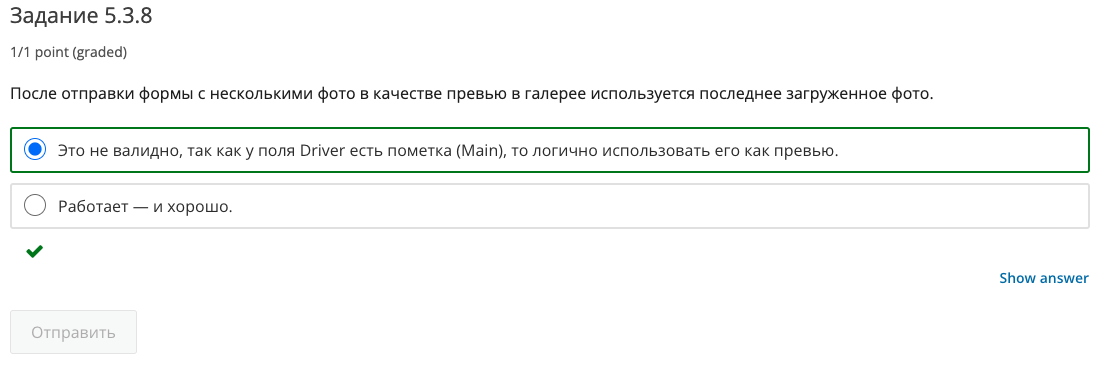 Задание 5.3.8
1/1 point (graded)
После отправки формы с несколькими фото в качестве превью в галерее используется последнее загруженное фото.
Это не валидно, так как у поля Driver есть пометка (Main), то логично использовать его как превью.
Работает — и хорошо.
Show answer
Отправить